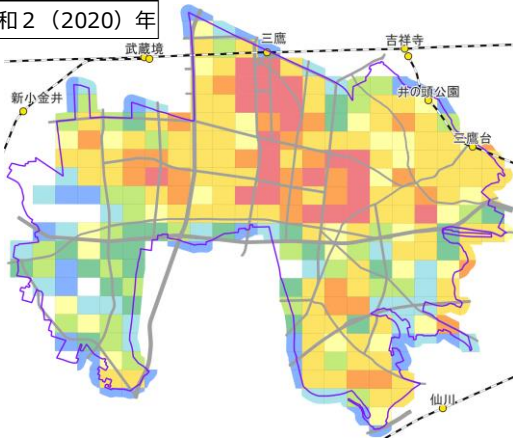 和2（2020）年
三鷹
吉祥寺
武蔵境
新小金井
井の頭公園
三鷹台
仙川